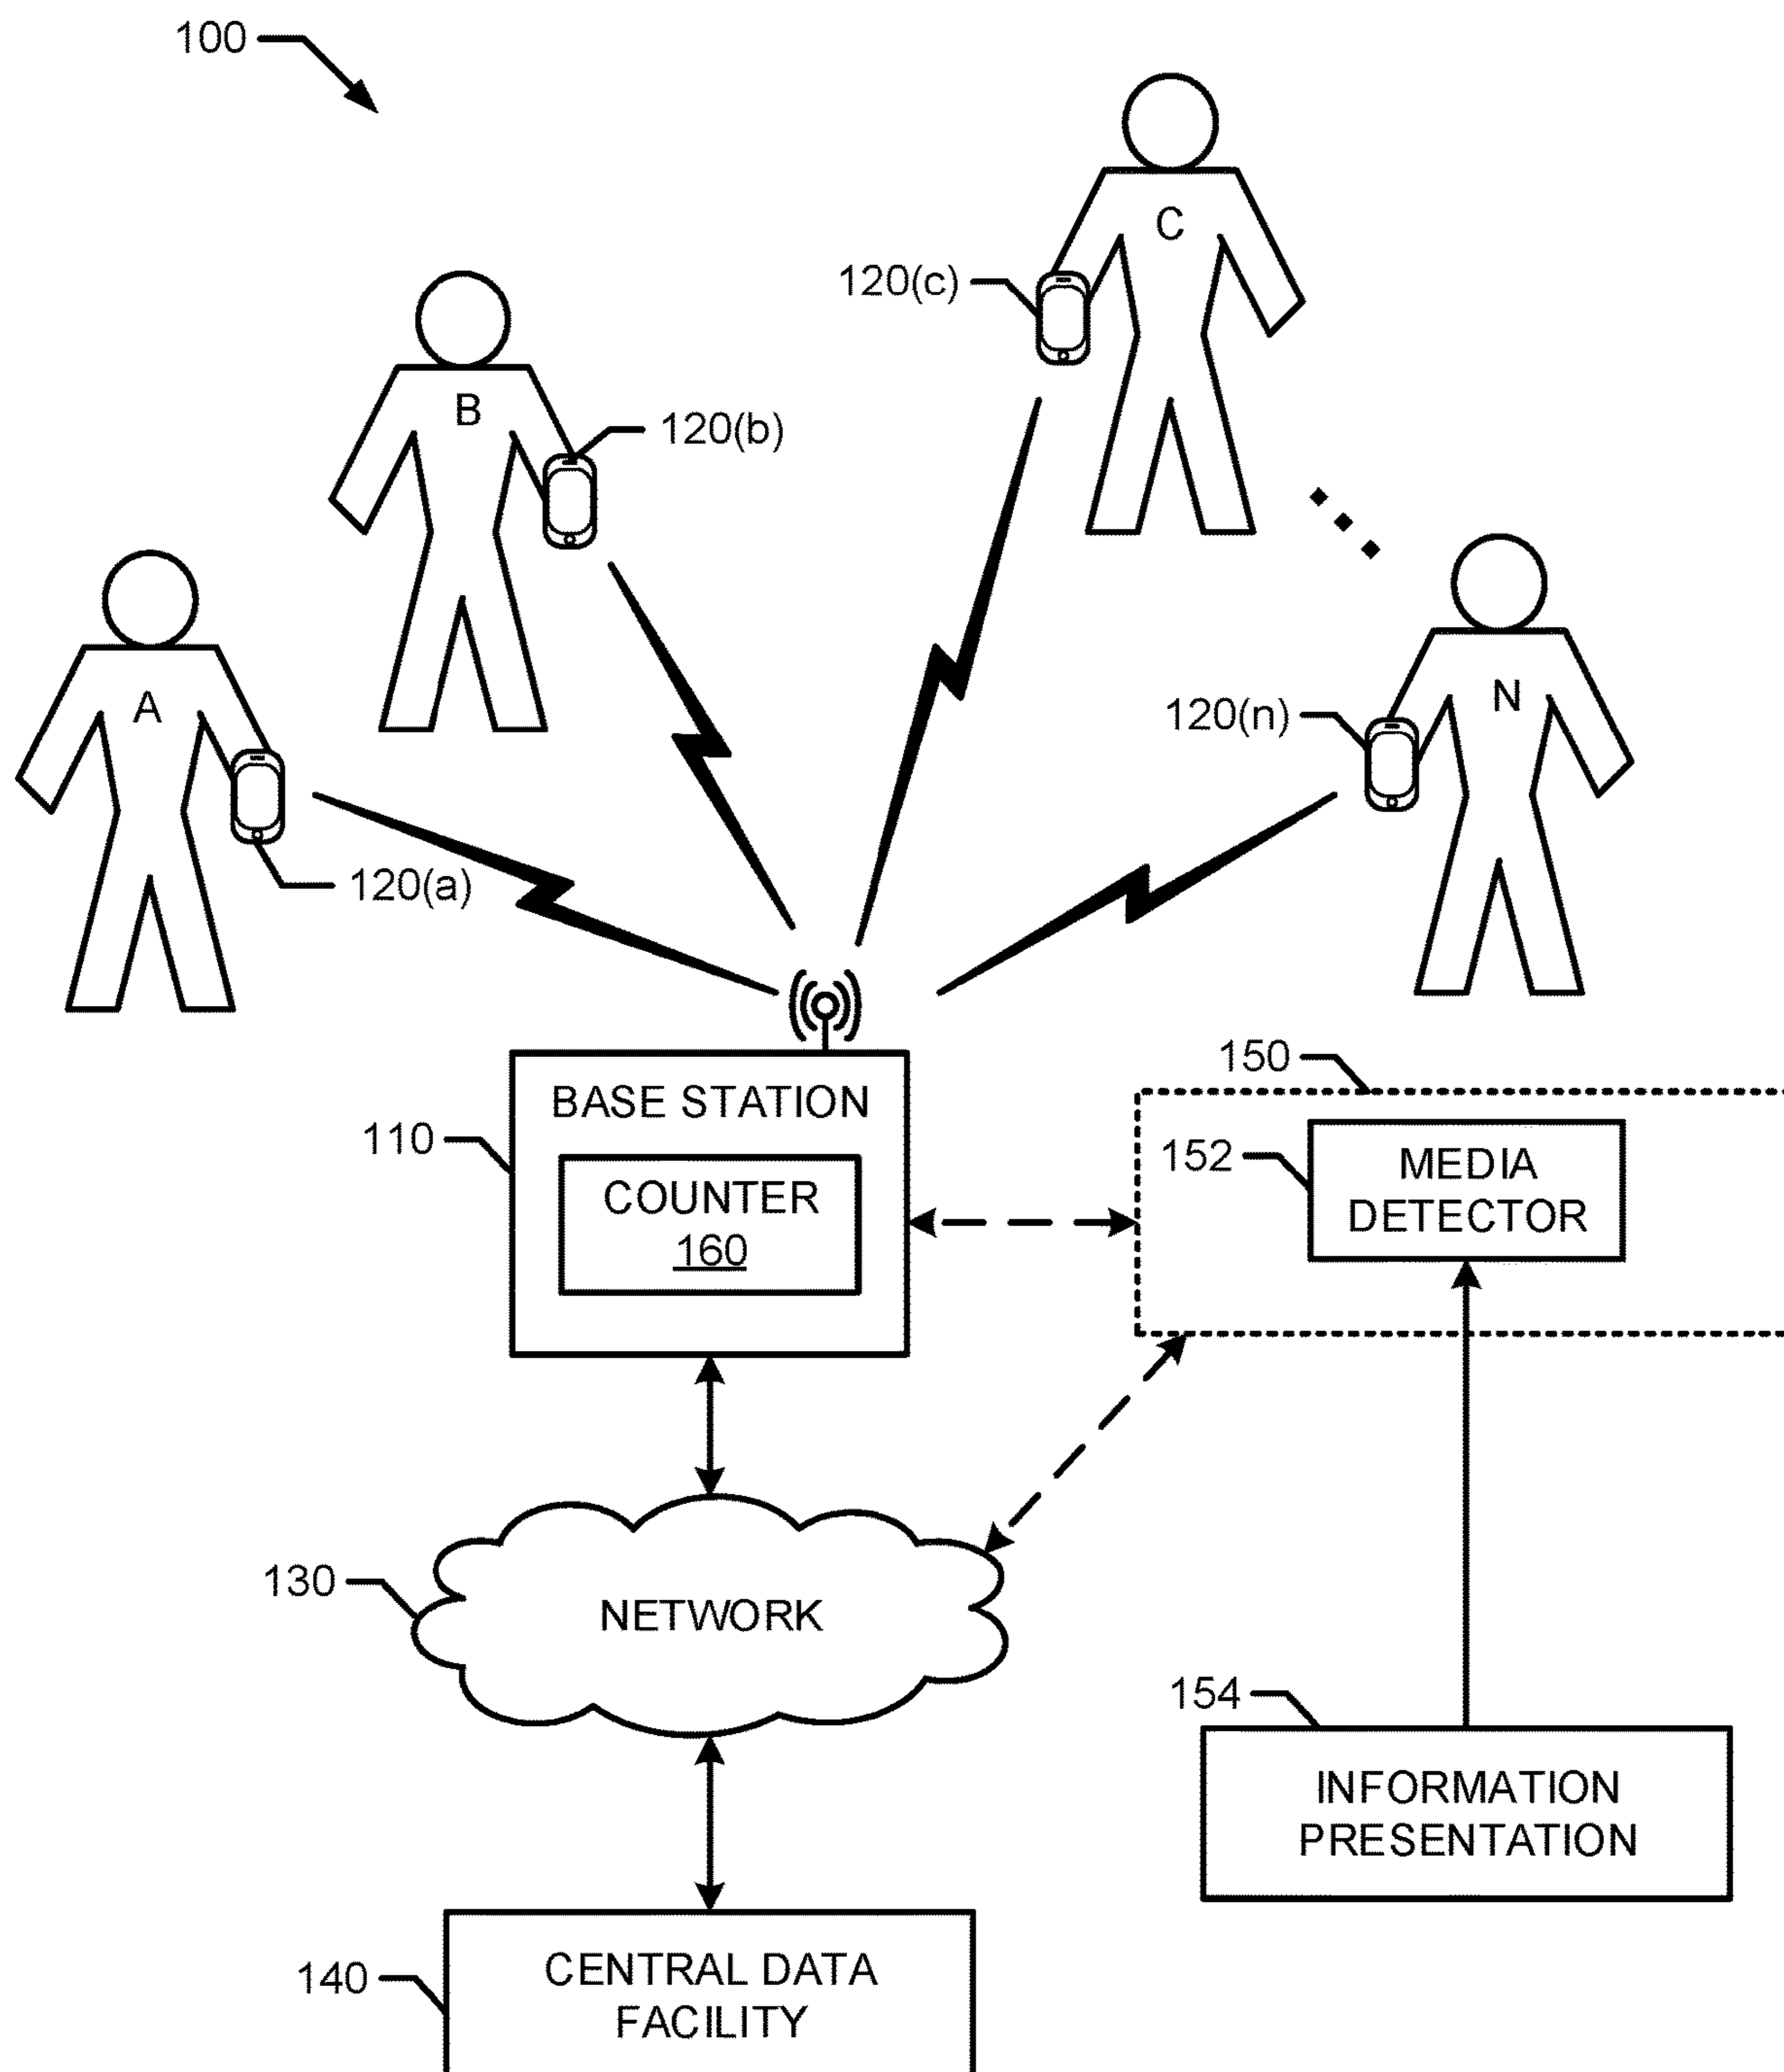 100
C
120(c)
B
120(b)
A
N
120(n)
120(a)
150
BASE STATION
110
152
MEDIA
DETECTOR
COUNTER
160
130
NETWORK
154
INFORMATION
PRESENTATION
140
CENTRAL DATA
FACILITY